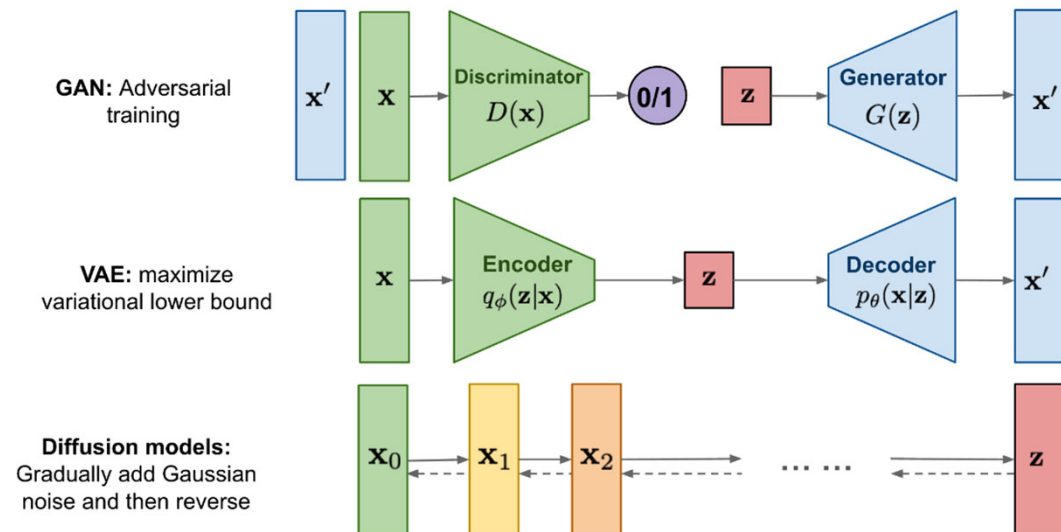 GAN: Adversarial
training
x′
x
Discriminator
D(x)
0/1
z
Generator
G(z)
x′
VAE: maximize
variational lower bound
x
Encoder
qϕ(z|x)
z
Decoder
pθ(x|z)
x′
Diffusion models:
Gradually add Gaussian
noise and then reverse
x0
x1
x2
... ...
z